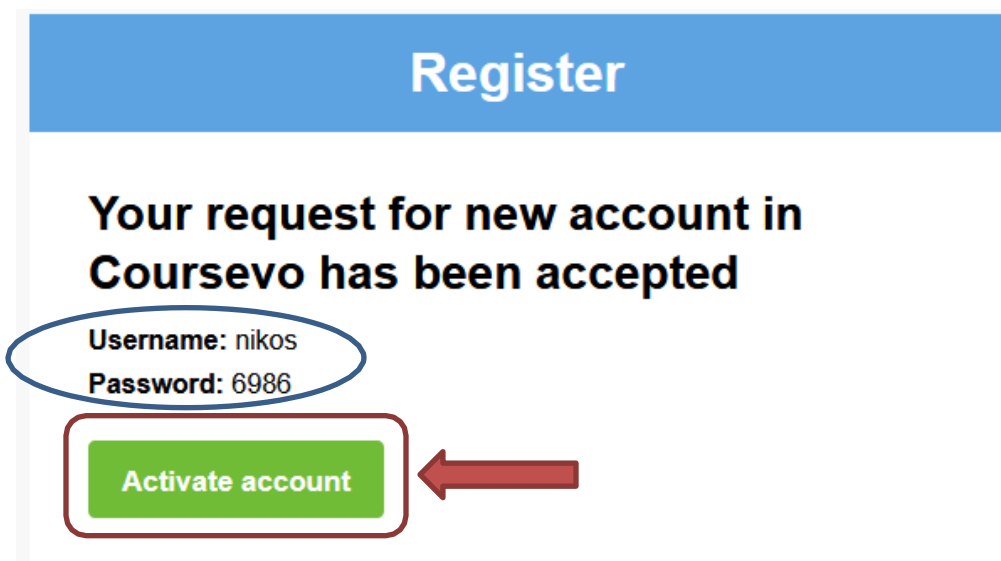 Register
Your request for new account in
Coursevo has been accepted
Username: nikos
Password: 6986
Activate account